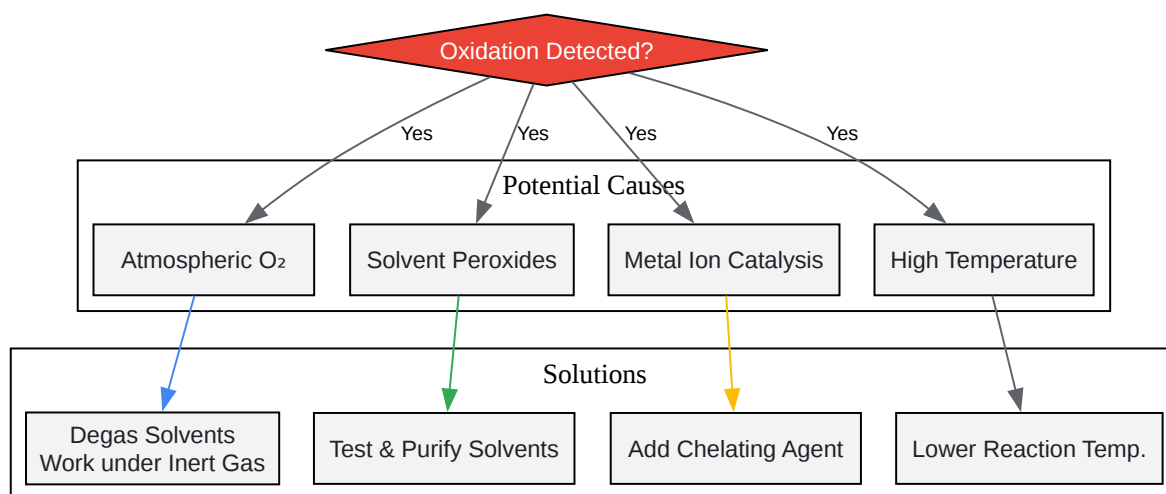 Oxidation Detected?
Yes
Yes
Yes
Yes
Potential Causes
Atmospheric O₂
Solvent Peroxides
Metal Ion Catalysis
High Temperature
Solutions
Degas Solvents
Work under Inert Gas
Test & Purify Solvents
Add Chelating Agent
Lower Reaction Temp.